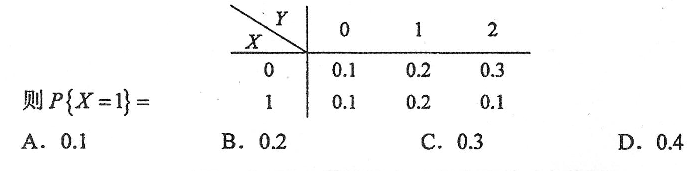 Y
X 0 1 2
0 0.1 0.2 0.3
则 P{X=1}= 1 0.1 0.2 0.1
A. 0.1 B. 0.2 C. 0.3 D. 0.4